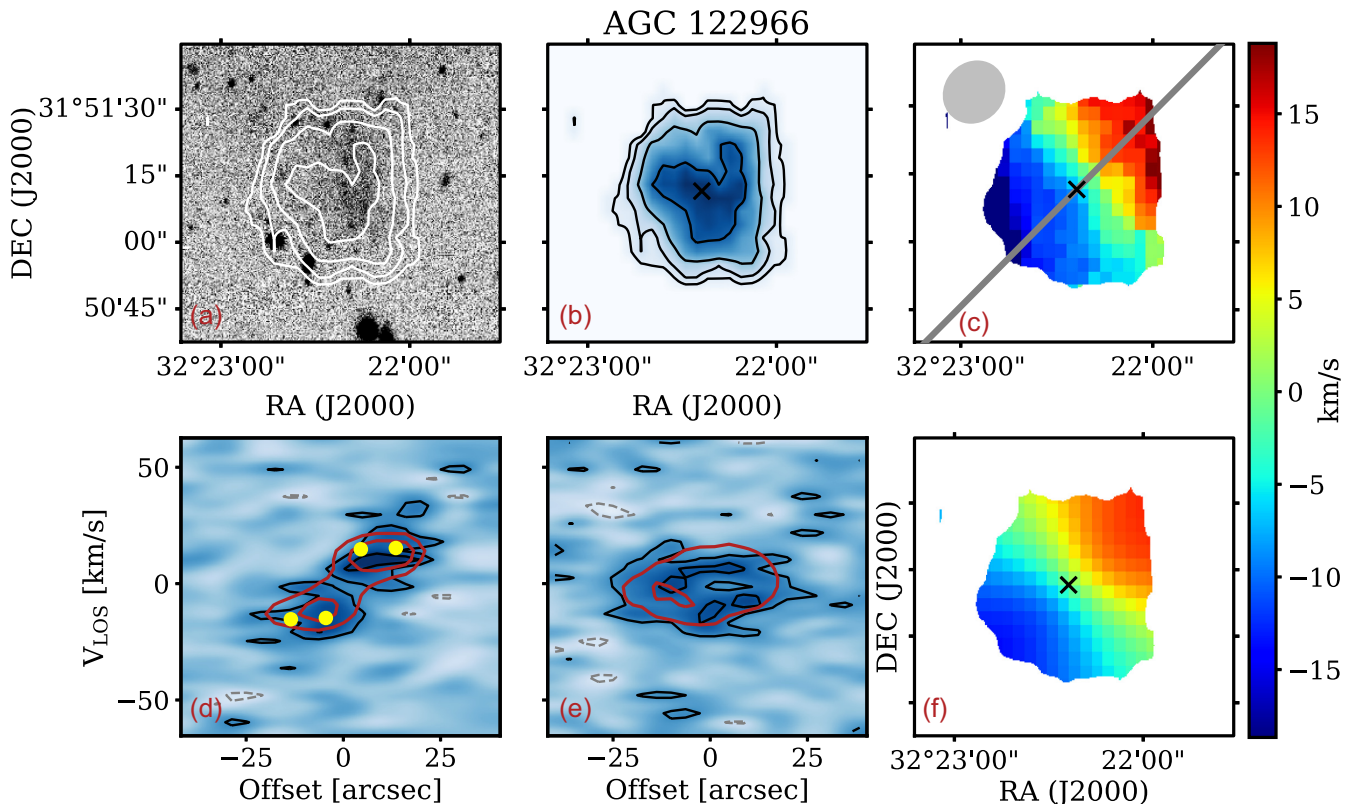 AGC 122966
DEC (J2000)
31°51'30"
15"
00"
50'45"
(a)
32°23'00"
22'00"
RA (J2000)
(b)
32°23'00"
22'00"
RA (J2000)
(c)
32°23'00"
22'00"
15
10
5
0
−5
−10
−15
km/s
V_LOS [km/s]
50
0
−50
(d)
−25
0
25
Offset [arcsec]
(e)
−25
0
25
Offset [arcsec]
DEC (J2000)
(f)
32°23'00"
22'00"
RA (J2000)